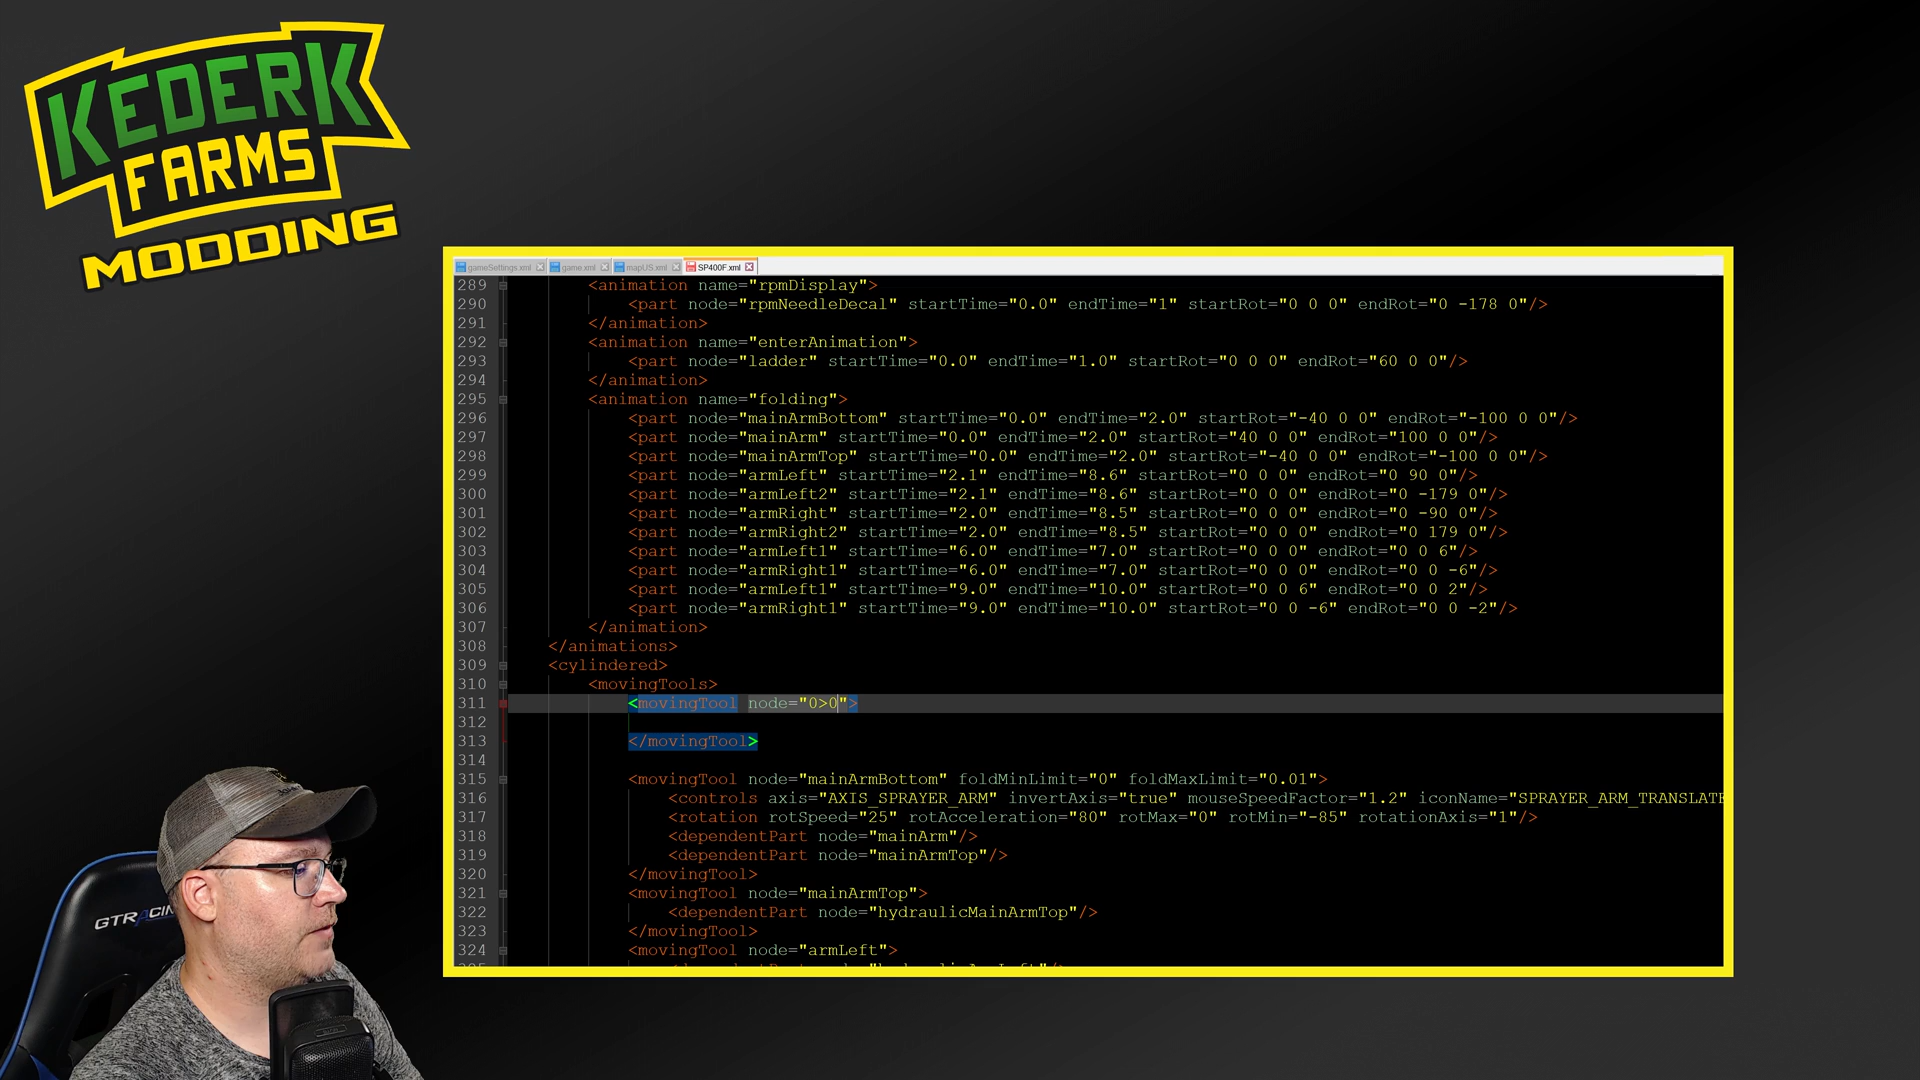 KEDERK
FARMS
MODDING
gameSettings.xml game.xml mapUS.xml SP400F.xml
289 <animation name="rpmDisplay">
290 <part node="rpmNeedleDecal" startTime="0.0" endTime="1" startRot="0 0 0" endRot="0 -178 0"/>
291 </animation>
292 <animation name="enterAnimation">
293 <part node="ladder" startTime="0.0" endTime="1.0" startRot="0 0 0" endRot="60 0 0"/>
294 </animation>
295 <animation name="folding">
296 <part node="mainArmBottom" startTime="0.0" endTime="2.0" startRot="-40 0 0" endRot="-100 0 0"/>
297 <part node="mainArm" startTime="0.0" endTime="2.0" startRot="40 0 0" endRot="100 0 0"/>
298 <part node="mainArmTop" startTime="0.0" endTime="2.0" startRot="-40 0 0" endRot="-100 0 0"/>
299 <part node="armLeft" startTime="2.1" endTime="8.6" startRot="0 0 0" endRot="0 90 0"/>
300 <part node="armLeft2" startTime="2.1" endTime="8.6" startRot="0 0 0" endRot="0 -179 0"/>
301 <part node="armRight" startTime="2.0" endTime="8.5" startRot="0 0 0" endRot="0 -90 0"/>
302 <part node="armRight2" startTime="2.0" endTime="8.5" startRot="0 0 0" endRot="0 179 0"/>
303 <part node="armLeft1" startTime="6.0" endTime="7.0" startRot="0 0 0" endRot="0 0 6"/>
304 <part node="armRight1" startTime="6.0" endTime="7.0" startRot="0 0 0" endRot="0 0 -6"/>
305 <part node="armLeft1" startTime="9.0" endTime="10.0" startRot="0 0 6" endRot="0 0 2"/>
306 <part node="armRight1" startTime="9.0" endTime="10.0" startRot="0 0 -6" endRot="0 0 -2"/>
307 </animation>
308 </animations>
309 <cylindered>
310 <movingTools>
311 <movingTool node="0>0">
312
313 </movingTool>
314
315 <movingTool node="mainArmBottom" foldMinLimit="0" foldMaxLimit="0.01">
316 <controls axis="AXIS_SPRAYER_ARM" invertAxis="true" mouseSpeedFactor="1.2" iconName="SPRAYER_ARM_TRANSLATE
317 <rotation rotSpeed="25" rotAcceleration="80" rotMax="0" rotMin="-85" rotationAxis="1"/>
318 <dependentPart node="mainArm"/>
319 <dependentPart node="mainArmTop"/>
320 </movingTool>
321 <movingTool node="mainArmTop">
322 <dependentPart node="hydraulicMainArmTop"/>
323 </movingTool>
324 <movingTool node="armLeft">
GTRACIN